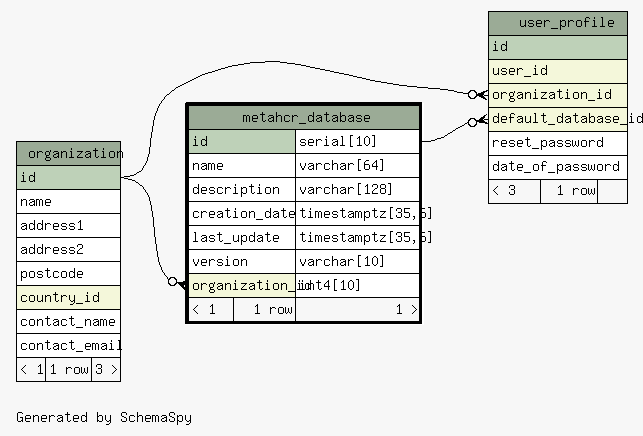 user_profile
id
user_id
organization_id
default_database_id
reset_password
date_of_password
< 3 1 row
metahcr_database
id serial[10]
name varchar[64]
description varchar[128]
creation_date timestamptz[35,6]
last_update timestamptz[35,6]
version varchar[10]
organization_id int4[10]
< 1 1 row 1 >
organization
id
name
address1
address2
postcode
country_id
contact_name
contact_email
< 1 1 row 3 >
Generated by SchemaSpy